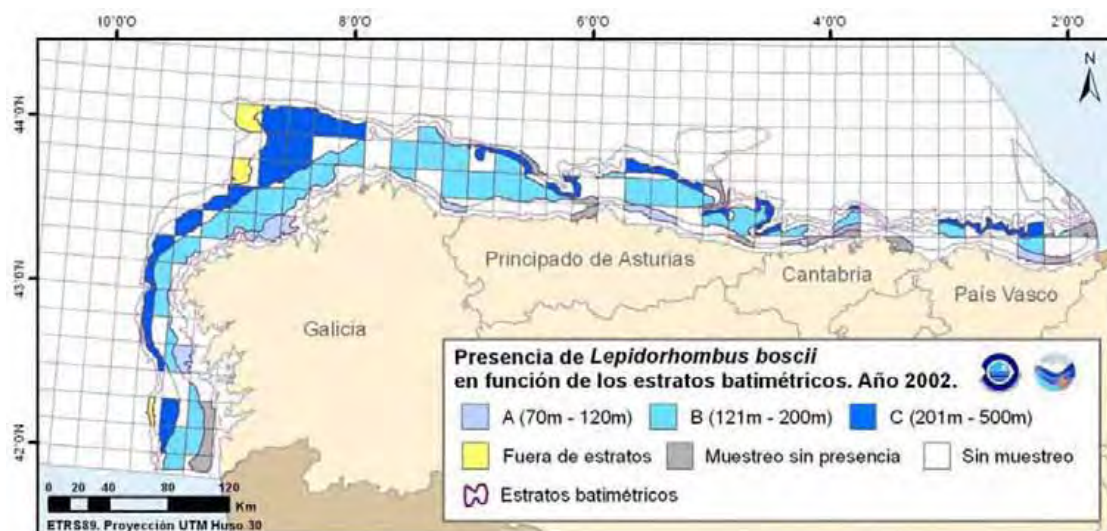 10°0'O 8°0'O 6°0'O 4°0'O 2°0'O
N
44°0'N
43°0'N
42°0'N
Principado de Asturias
Cantabria
País Vasco
Galicia
Presencia de Lepidorhombus boscii
en función de los estratos batimétricos. Año 2002.
A (70m - 120m) B (121m - 200m) C (201m - 500m)
Fuera de estratos Muestreo sin presencia Sin muestreo
Estratos batimétricos
0 20 40 80 120
Km
ETRS89. Proyección UTM Huso 30